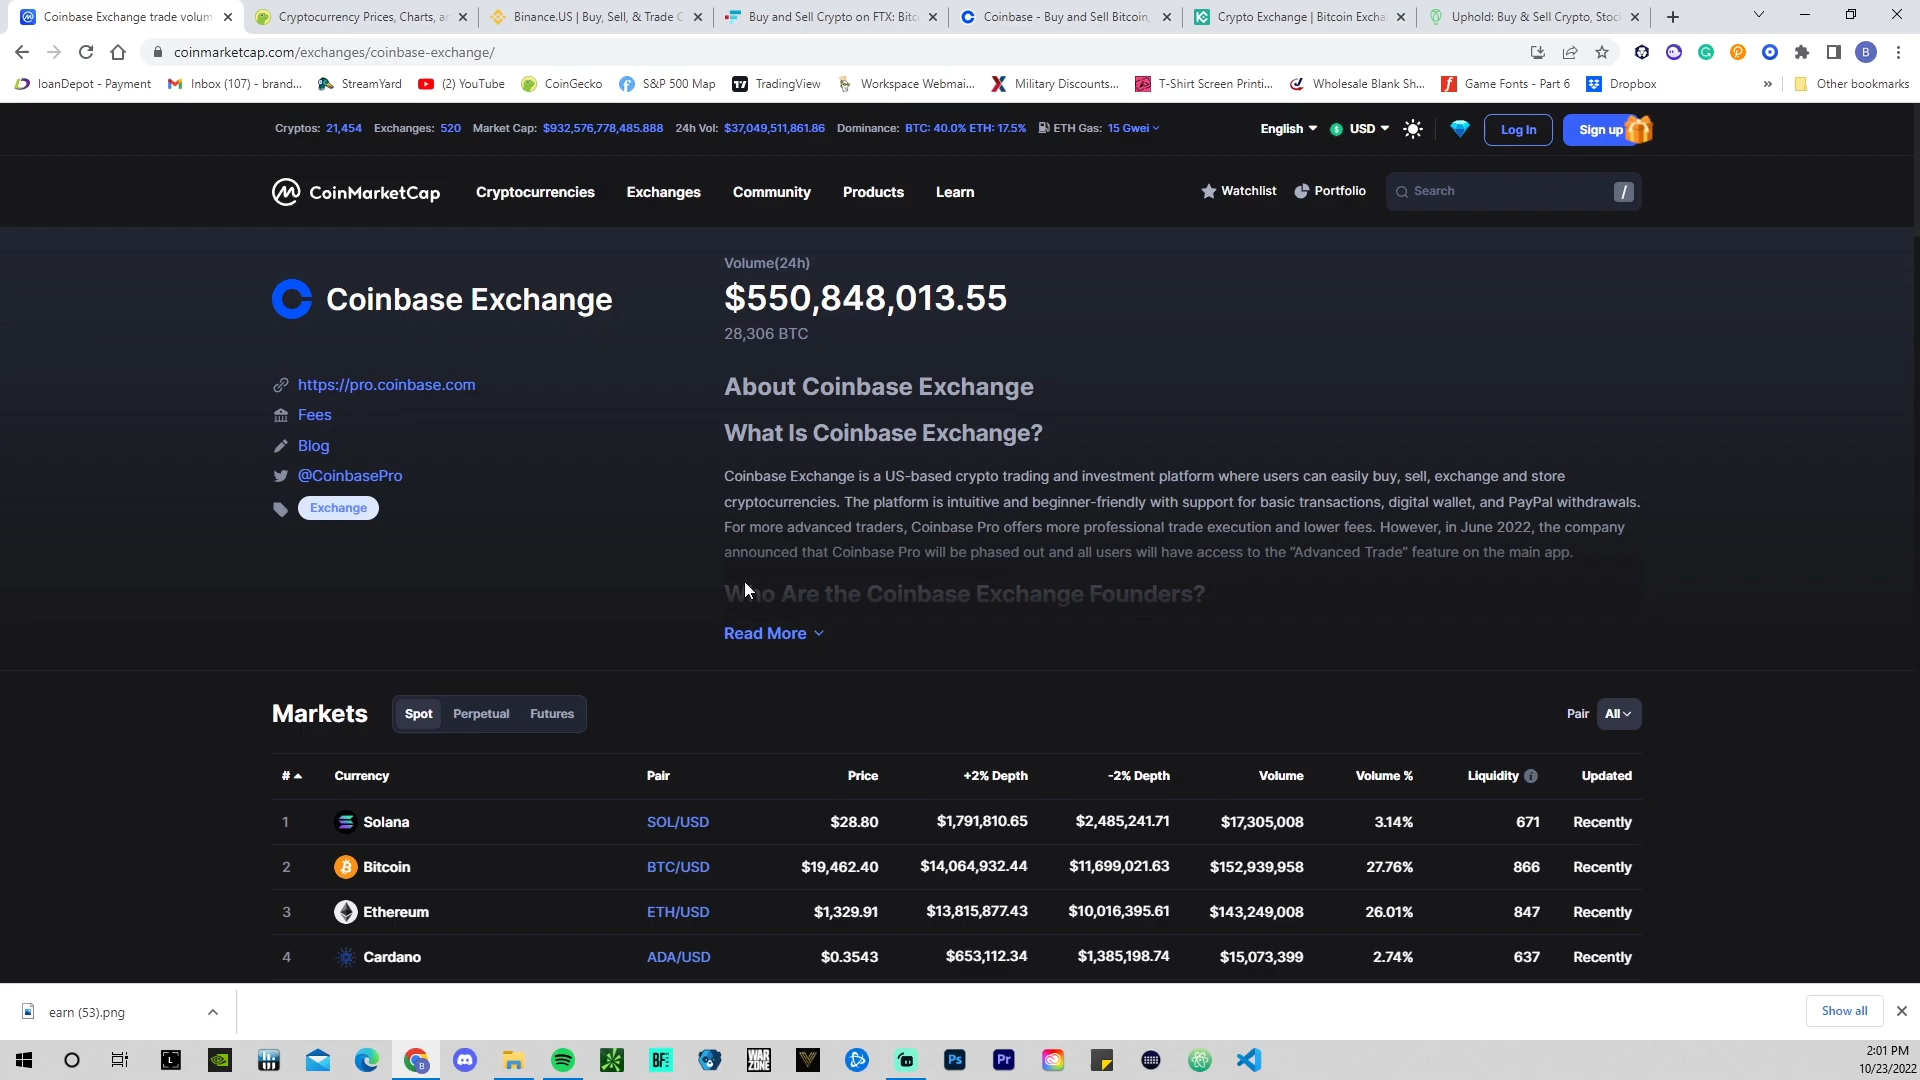 Coinbase Exchange trade volum
Cryptocurrency Prices, Charts, a
Binance.US | Buy, Sell, & Trade C
Buy and Sell Crypto on FTX: Bitc
Coinbase - Buy and Sell Bitcoin,
Crypto Exchange | Bitcoin Excha
Uphold: Buy & Sell Crypto, Stoc
coinmarketcap.com/exchanges/coinbase-exchange/
B
loanDepot - Payment
Inbox (107) - brand...
StreamYard
(2) YouTube
CoinGecko
S&P 500 Map
TradingView
Workspace Webmai...
Military Discounts...
T-Shirt Screen Printi...
Wholesale Blank Sh...
Game Fonts - Part 6
Dropbox
»
Other bookmarks
Cryptos: 21,454 Exchanges: 520 Market Cap: $932,576,778,485.888 24h Vol: $37,049,511,861.86 Dominance: BTC: 40.0% ETH: 17.5% ETH Gas: 15 Gwei
English
USD
Log In
Sign up
CoinMarketCap
Cryptocurrencies
Exchanges
Community
Products
Learn
Watchlist
Portfolio
Search
/
Coinbase Exchange
https://pro.coinbase.com
Fees
Blog
@CoinbasePro
Exchange
Volume(24h)
$550,848,013.55
28,306 BTC
About Coinbase Exchange
What Is Coinbase Exchange?
Coinbase Exchange is a US-based crypto trading and investment platform where users can easily buy, sell, exchange and store
cryptocurrencies. The platform is intuitive and beginner-friendly with support for basic transactions, digital wallet, and PayPal withdrawals.
For more advanced traders, Coinbase Pro offers more professional trade execution and lower fees. However, in June 2022, the company
announced that Coinbase Pro will be phased out and all users will have access to the “Advanced Trade” feature on the main app.
Who Are the Coinbase Exchange Founders?
Read More
Markets
Spot
Perpetual
Futures
Pair
All
# Currency Pair Price +2% Depth -2% Depth Volume Volume % Liquidity Updated
1 Solana SOL/USD $28.80 $1,791,810.65 $2,485,241.71 $17,305,008 3.14% 671 Recently
2 Bitcoin BTC/USD $19,462.40 $14,064,932.44 $11,699,021.63 $152,939,958 27.76% 866 Recently
3 Ethereum ETH/USD $1,329.91 $13,815,877.43 $10,016,395.61 $143,249,008 26.01% 847 Recently
4 Cardano ADA/USD $0.3543 $653,112.34 $1,385,198.74 $15,073,399 2.74% 637 Recently
earn (53).png
Show all
BF
WAR
ZONE
Ps
Pr
2:01 PM
10/23/2022